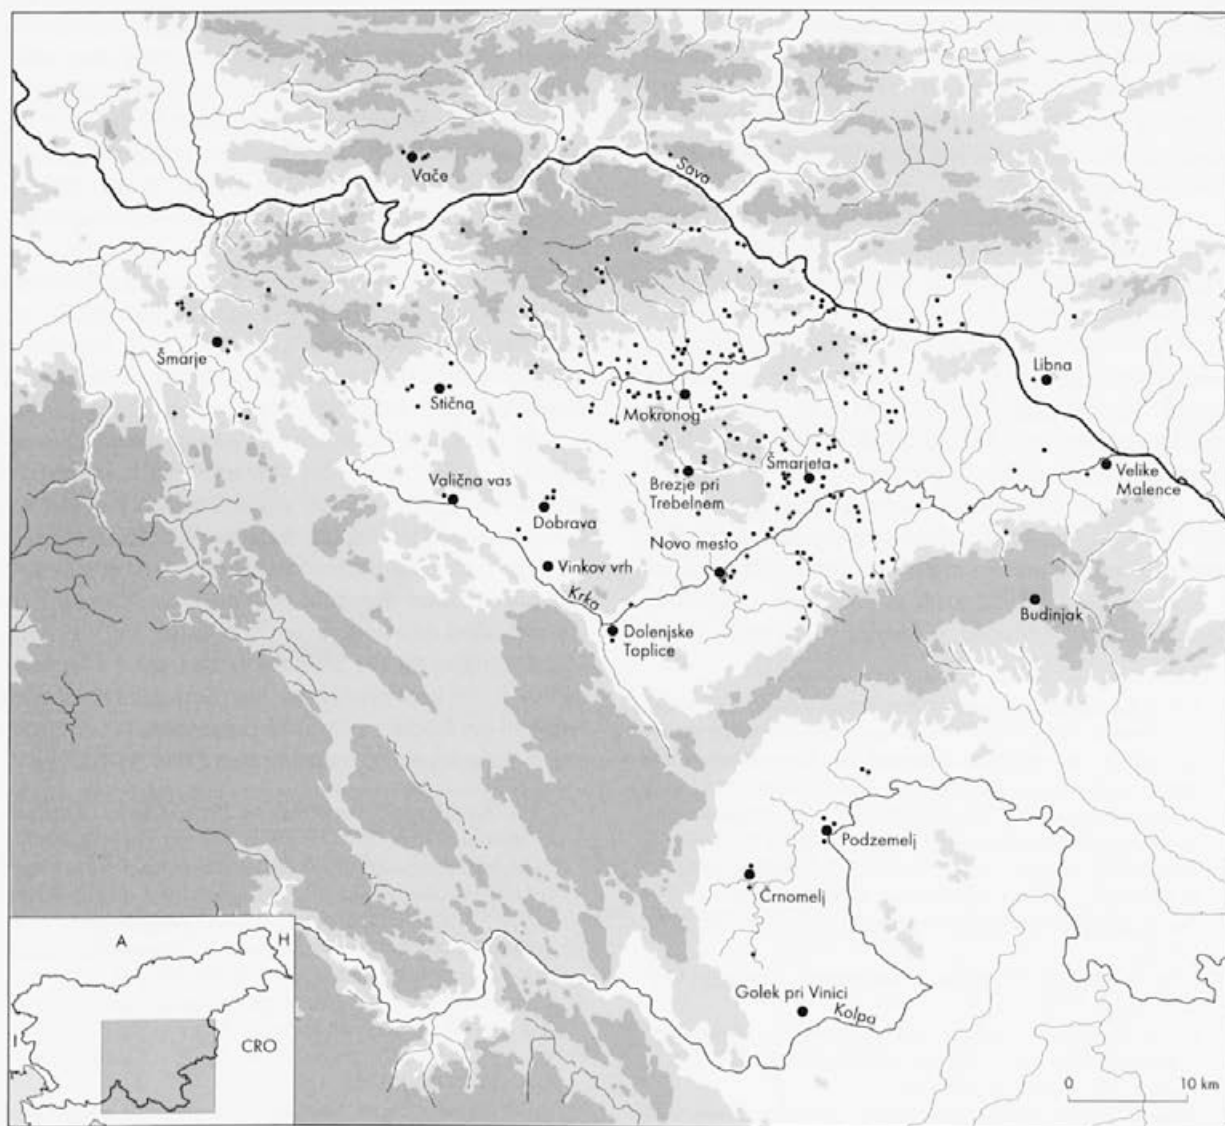 Sava
Vače
Šmarje
Stična
Libna
Mokronog
Valična vas
Dobrava
Brezje pri
Trebelnem
Šmarjeta
Velike
Malence
Novo mesto
Vinkov vrh
Krka
Budinjak
Dolenjske
Toplice
Podzemelj
Črnomelj
Golek pri Vinici
Kolpa
A
H
I
CRO
0 10 km